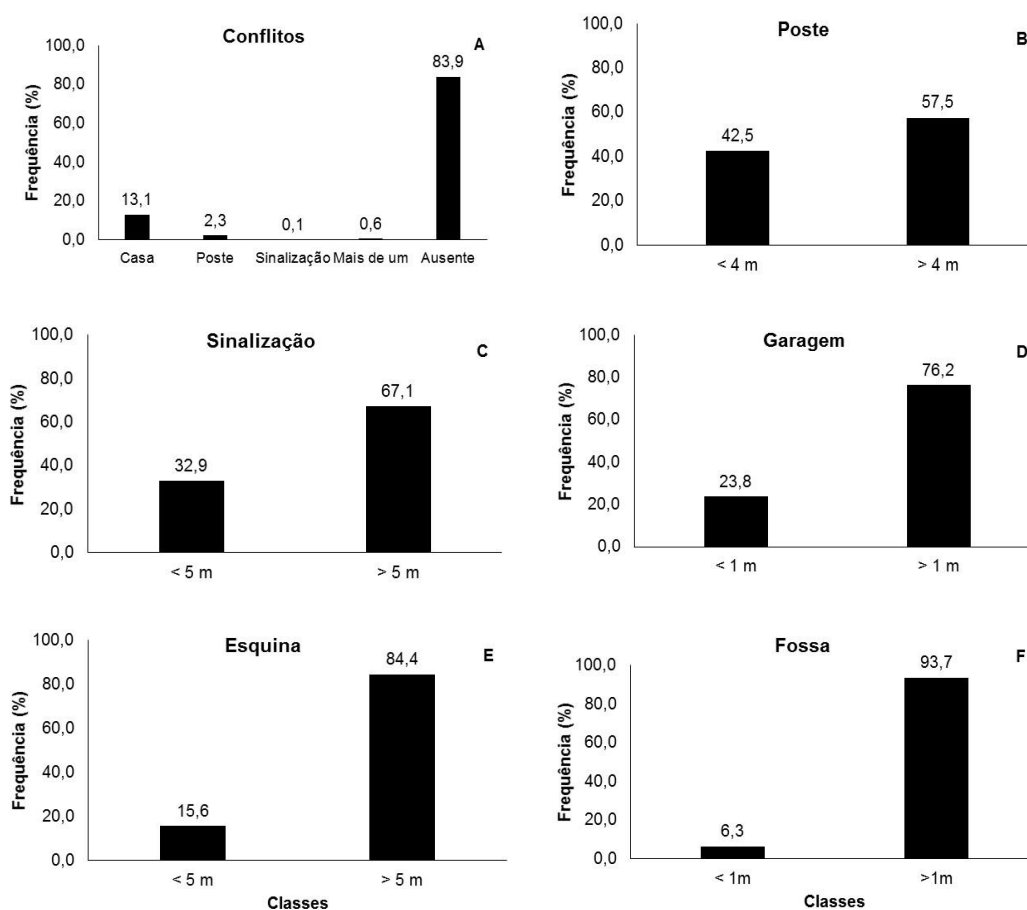 Conflitos
A
Frequência (%)
100,0
80,0
60,0
40,0
20,0
0,0
13,1
2,3
0,1
0,6
83,9
Casa
Poste
Sinalização
Mais de um
Ausente
Poste
B
Frequência (%)
100,0
80,0
60,0
40,0
20,0
0,0
42,5
57,5
< 4 m
> 4 m
Sinalização
C
Frequência (%)
100,0
80,0
60,0
40,0
20,0
0,0
32,9
67,1
< 5 m
> 5 m
Garagem
D
Frequência (%)
100,0
80,0
60,0
40,0
20,0
0,0
23,8
76,2
< 1 m
> 1 m
Esquina
E
Frequência (%)
100,0
80,0
60,0
40,0
20,0
0,0
15,6
84,4
< 5 m
> 5 m
Classes
Fossa
F
Frequência (%)
100,0
80,0
60,0
40,0
20,0
0,0
6,3
93,7
< 1m
>1m
Classes